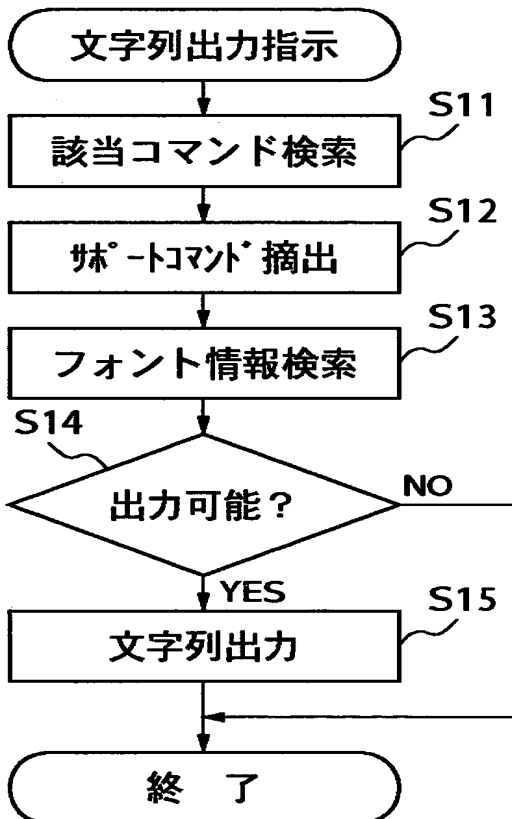 文字列出力指示
S11
該当コマンド検索
S12
ｻﾎﾟｰﾄｺﾏﾝﾄﾞ摘出
S13
フォント情報検索
S14
出力可能？
NO
YES
S15
文字列出力
終　了